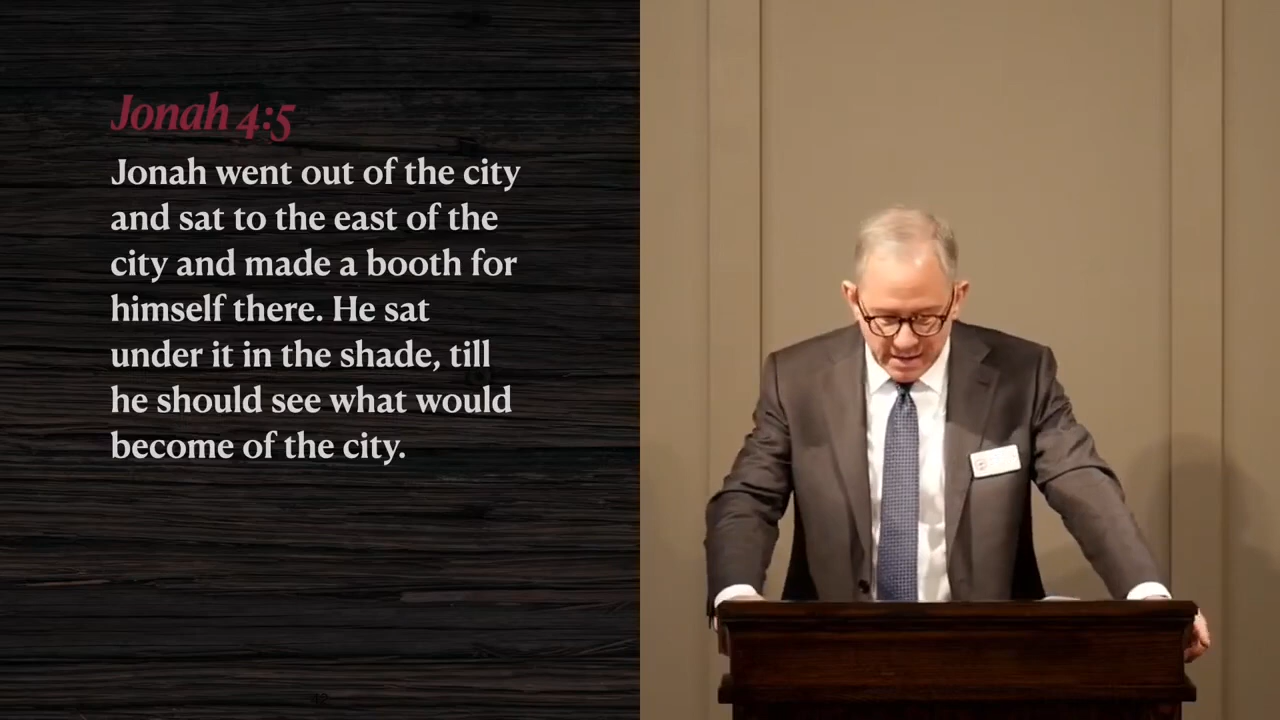 Jonah 4:5
Jonah went out of the city
and sat to the east of the
city and made a booth for
himself there. He sat
under it in the shade, till
he should see what would
become of the city.
42